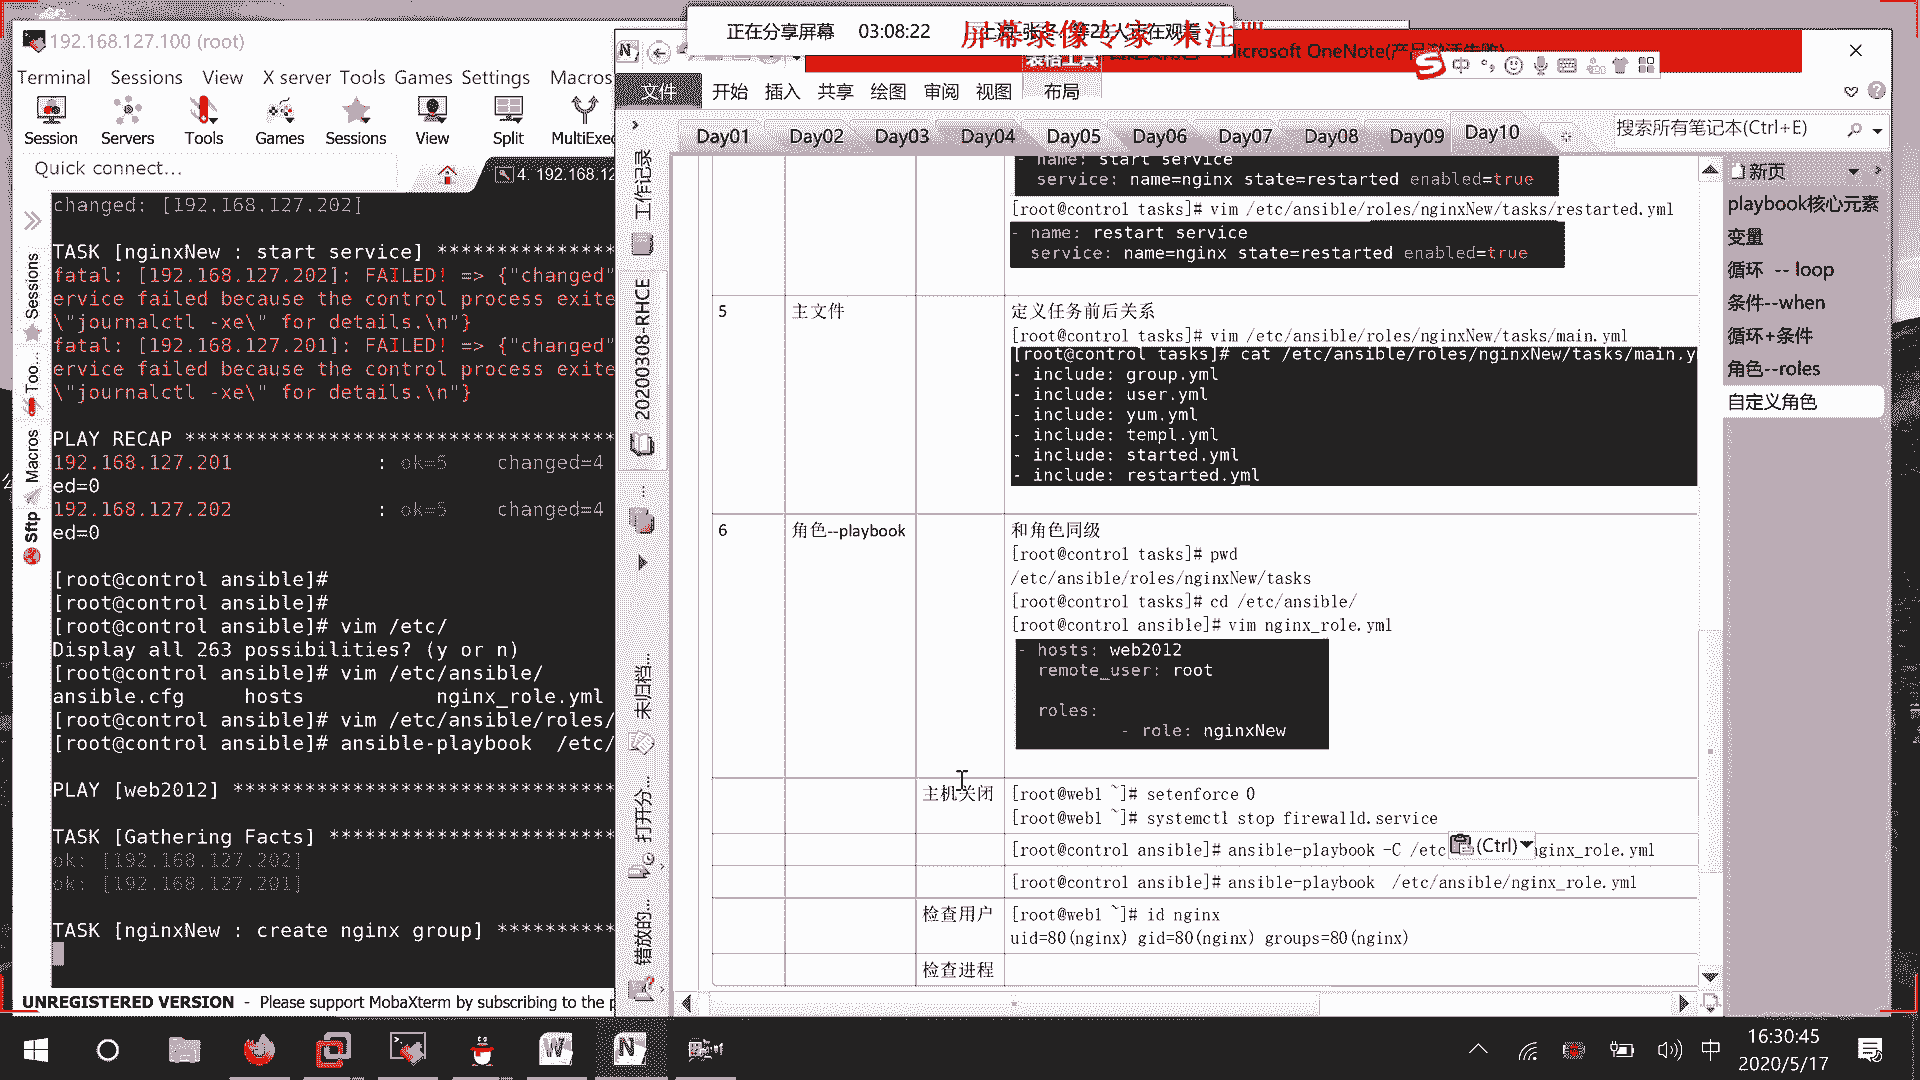 正在分享屏幕 03:08:22
屏幕录像专家 未注册
192.168.127.100 (root)
Terminal Sessions View X server Tools Games Settings Macros
Session Servers Tools Games Sessions View Split MultiExec
Quick connect...
4. 192.168.12
changed: [192.168.127.202]
TASK [nginxNew : start service] ***************
fatal: [192.168.127.202]: FAILED! => {"changed"
ervice failed because the control process exite
\"journalctl -xe\" for details.\n"}
fatal: [192.168.127.201]: FAILED! => {"changed"
ervice failed because the control process exite
\"journalctl -xe\" for details.\n"}
PLAY RECAP ************************************
192.168.127.201 : ok=5 changed=4
ed=0
192.168.127.202 : ok=5 changed=4
ed=0
[root@control ansible]#
[root@control ansible]#
[root@control ansible]# vim /etc/
Display all 263 possibilities? (y or n)
[root@control ansible]# vim /etc/ansible/
ansible.cfg hosts nginx_role.yml
[root@control ansible]# vim /etc/ansible/roles/
[root@control ansible]# ansible-playbook /etc/
PLAY [web2012] ********************************
TASK [Gathering Facts] ************************
ok: [192.168.127.202]
ok: [192.168.127.201]
TASK [nginxNew : create nginx group] **********
UNREGISTERED VERSION - Please support MobaXterm by subscribing to the p
Sessions
Too...
Macros
Sftp
Microsoft OneNote(产品激活失败)
表格工具
文件 开始 插入 共享 绘图 审阅 视图 布局
Day01 Day02 Day03 Day04 Day05 Day06 Day07 Day08 Day09 Day10
搜索所有笔记本(Ctrl+E)
工作记录
20200308-RHCE
未归档...
打开分...
错放的...
- name: start service
service: name=nginx state=restarted enabled=true
[root@control tasks]# vim /etc/ansible/roles/nginxNew/tasks/restarted.yml
- name: restart service
service: name=nginx state=restarted enabled=true
5 主文件 定义任务前后关系
[root@control tasks]# vim /etc/ansible/roles/nginxNew/tasks/main.yml
[root@control tasks]# cat /etc/ansible/roles/nginxNew/tasks/main.y
- include: group.yml
- include: user.yml
- include: yum.yml
- include: templ.yml
- include: started.yml
- include: restarted.yml
6 角色--playbook 和角色同级
[root@control tasks]# pwd
/etc/ansible/roles/nginxNew/tasks
[root@control tasks]# cd /etc/ansible/
[root@control ansible]# vim nginx_role.yml
- hosts: web2012
remote_user: root
roles:
- role: nginxNew
主机关闭 [root@web1 ~]# setenforce 0
[root@web1 ~]# systemctl stop firewalld.service
[root@control ansible]# ansible-playbook -C /etc nginx_role.yml
(Ctrl)
[root@control ansible]# ansible-playbook /etc/ansible/nginx_role.yml
检查用户 [root@web1 ~]# id nginx
uid=80(nginx) gid=80(nginx) groups=80(nginx)
检查进程
新页
playbook核心元素
变量
循环 -- loop
条件--when
循环+条件
角色--roles
自定义角色
中
16:30:45
2020/5/17